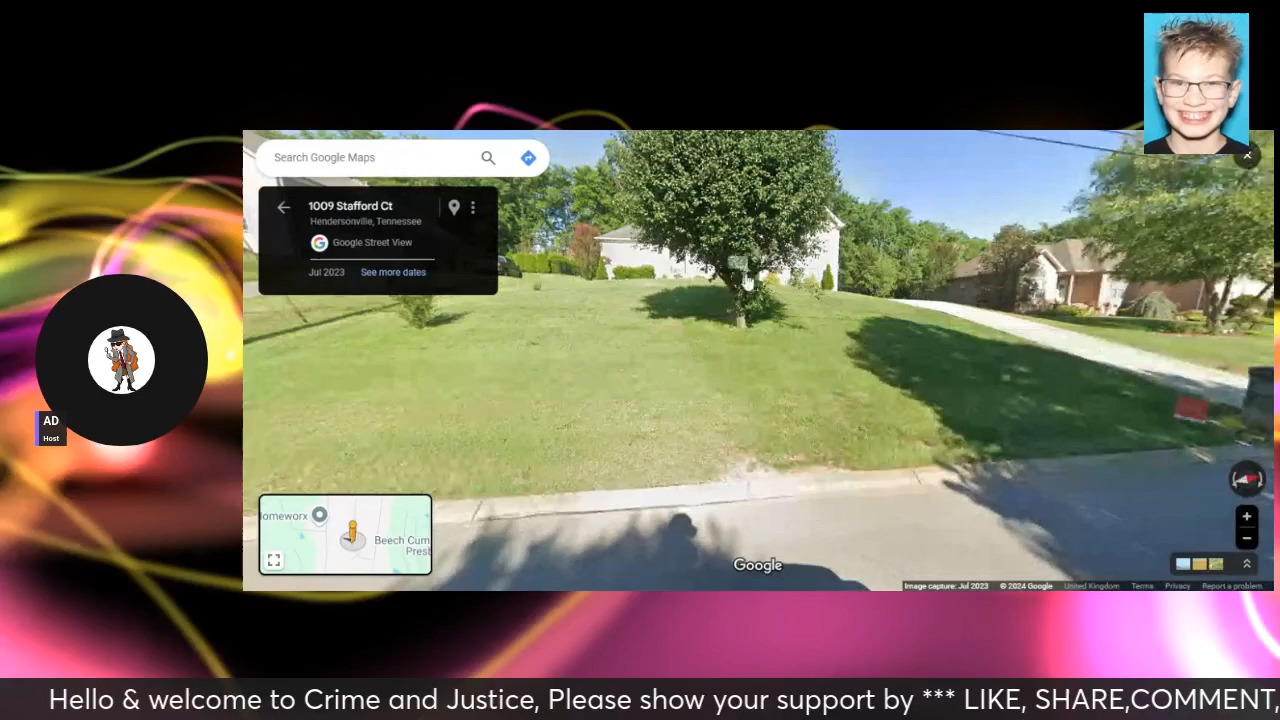 Search Google Maps
1009 Stafford Ct
Hendersonville, Tennessee
Google Street View
Jul 2023 See more dates
AD
Host
omeworx
Beech Cum
Prest
Google
Image capture: Jul 2023 © 2024 Google United Kingdom Terms Privacy Report a problem
Hello & welcome to Crime and Justice, Please show your support by *** LIKE, SHARE,COMMENT,